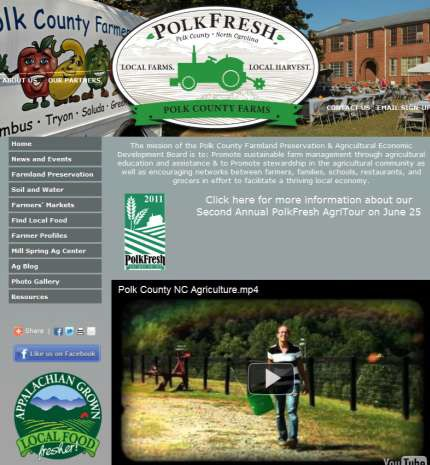 olk County Farmers
ABOUT US OUR PARTNERS
mbus - Tryon - Saluda - Green
POLKFRESH.
Polk County • North Carolina
LOCAL FARMS. LOCAL HARVEST.
POLK COUNTY FARMS
CONTACT US EMAIL SIGN-UP
Home
News and Events
Farmland Preservation
Soil and Water
Farmers' Markets
Find Local Food
Farmer Profiles
Mill Spring Ag Center
Ag Blog
Photo Gallery
Resources
Share
Like us on Facebook
APPALACHIAN GROWN
LOCAL FOOD
fresher!
The mission of the Polk County Farmland Preservation & Agricultural Economic
Development Board is to: Promote sustainable farm management through agricultural
education and assistance & to Promote stewardship in the agricultural community as
well as encouraging networks between farmers, families, schools, restaurants, and
grocers in effort to facilitate a thriving local economy.
2011
POLKFRESH
Click here for more information about our
Second Annual PolkFresh AgriTour on June 25
Polk County NC Agriculture.mp4
YouTube